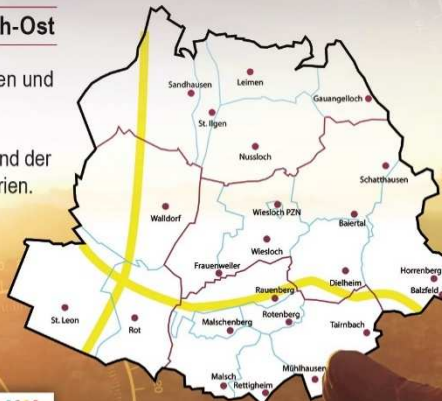 h-Ost
en und
nd der
rien.
Sandhausen
Leimen
Gauangelloch
St. Ilgen
Nussloch
Schatthausen
Walldorf
Wiesloch PZN
Baiertal
Wiesloch
Frauenweiler
Horrenberg
Dielheim
Balzfeld
Rauenberg
St. Leon
Rot
Malschenberg
Rotenberg
Tairnbach
Mühlhausen
Malsch
Rettigheim